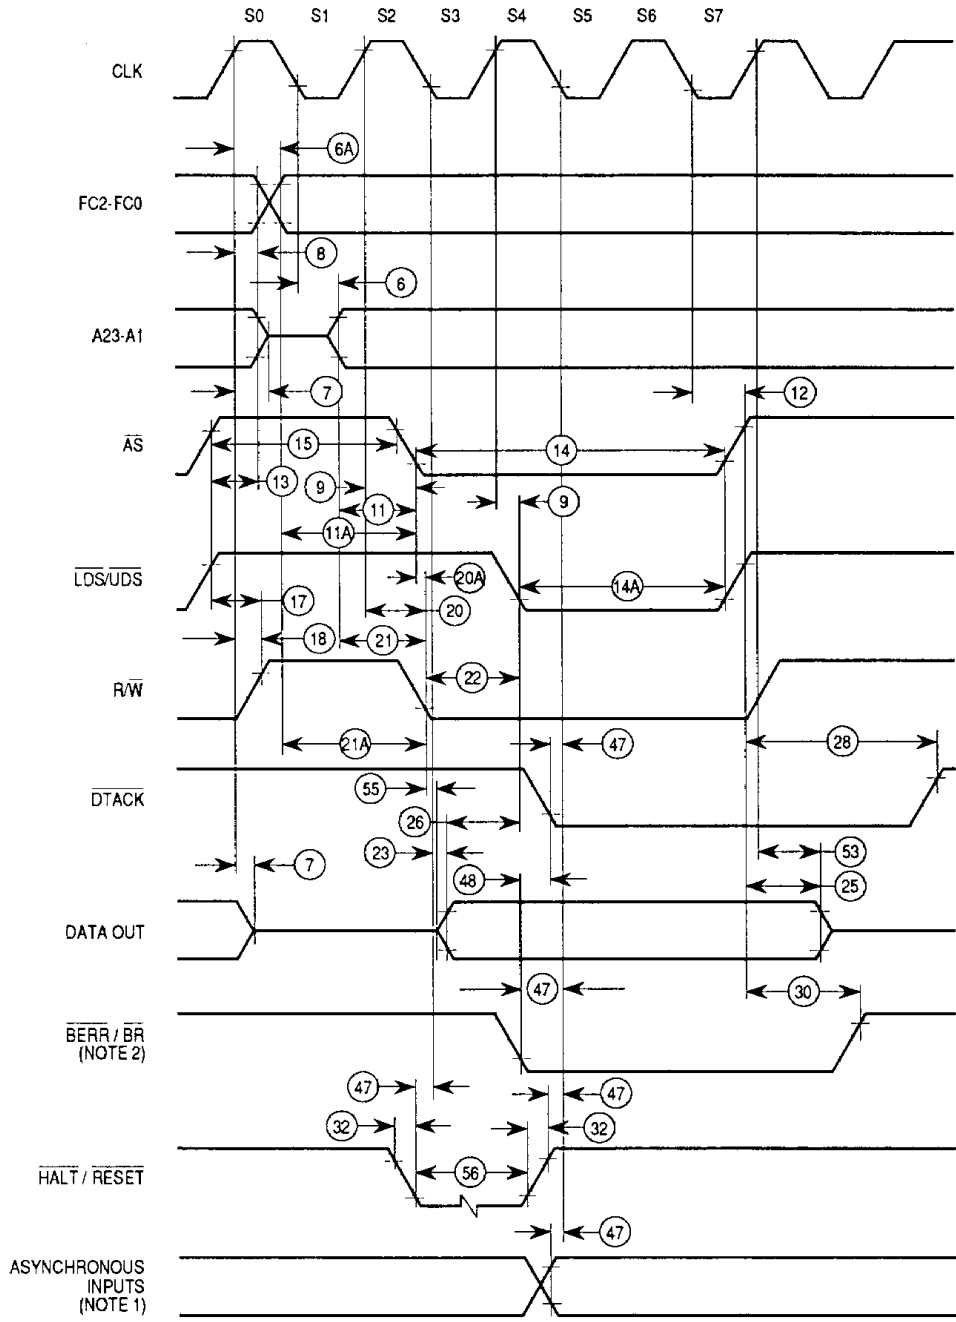 S0 S1 S2 S3 S4 S5 S6 S7
CLK
6A
FC2-FC0
8
6
A23-A1
7
12
AS
15
14
13
9
9
11
11A
LDS/UDS
20A
14A
17
20
18
21
R/W
22
21A
47
28
55
DTACK
26
23
53
7
48
25
DATA OUT
47
30
BERR / BR
(NOTE 2)
47
47
32
32
HALT / RESET
56
47
ASYNCHRONOUS
INPUTS
(NOTE 1)